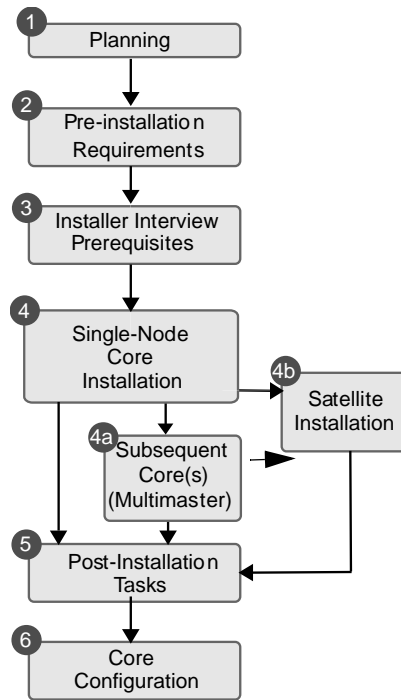 1
Planning
2
Pre-installation
Requirements
3
Installer Interview
Prerequisites
4
Single-Node
Core
Installation
4b
Satellite
Installation
4a
Subsequent
Core(s)
(Multimaster)
5
Post-Installation
Tasks
6
Core
Configuration